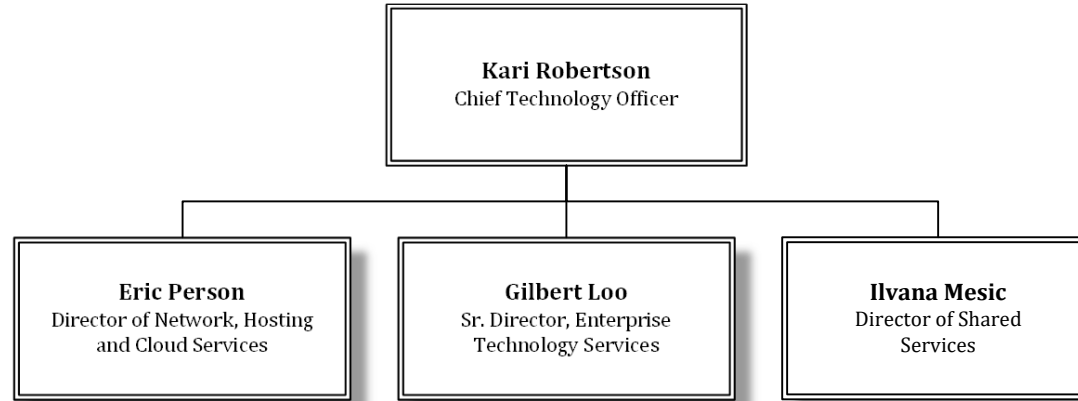 Kari Robertson
Chief Technology Officer
Eric Person
Director of Network, Hosting
and Cloud Services
Gilbert Loo
Sr. Director, Enterprise
Technology Services
Ilvana Mesic
Director of Shared
Services